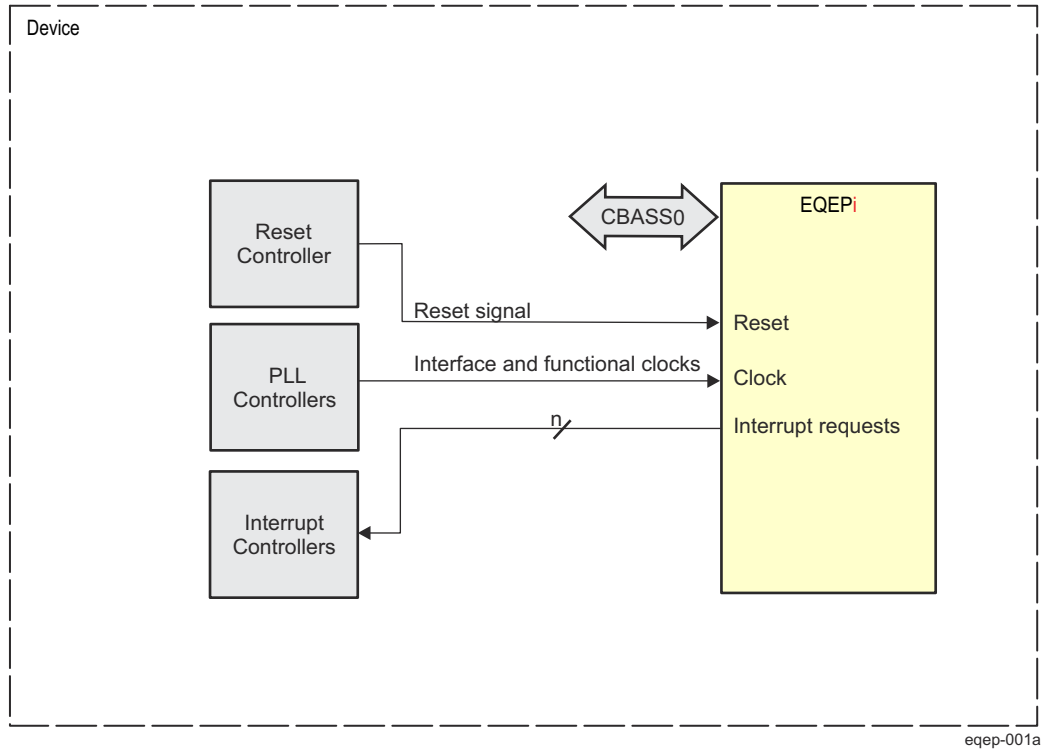 Device
Reset
Controller
CBASS0
EQEPi
Reset signal
Reset
PLL
Controllers
Interface and functional clocks
Clock
n
Interrupt requests
Interrupt
Controllers
eqep-001a